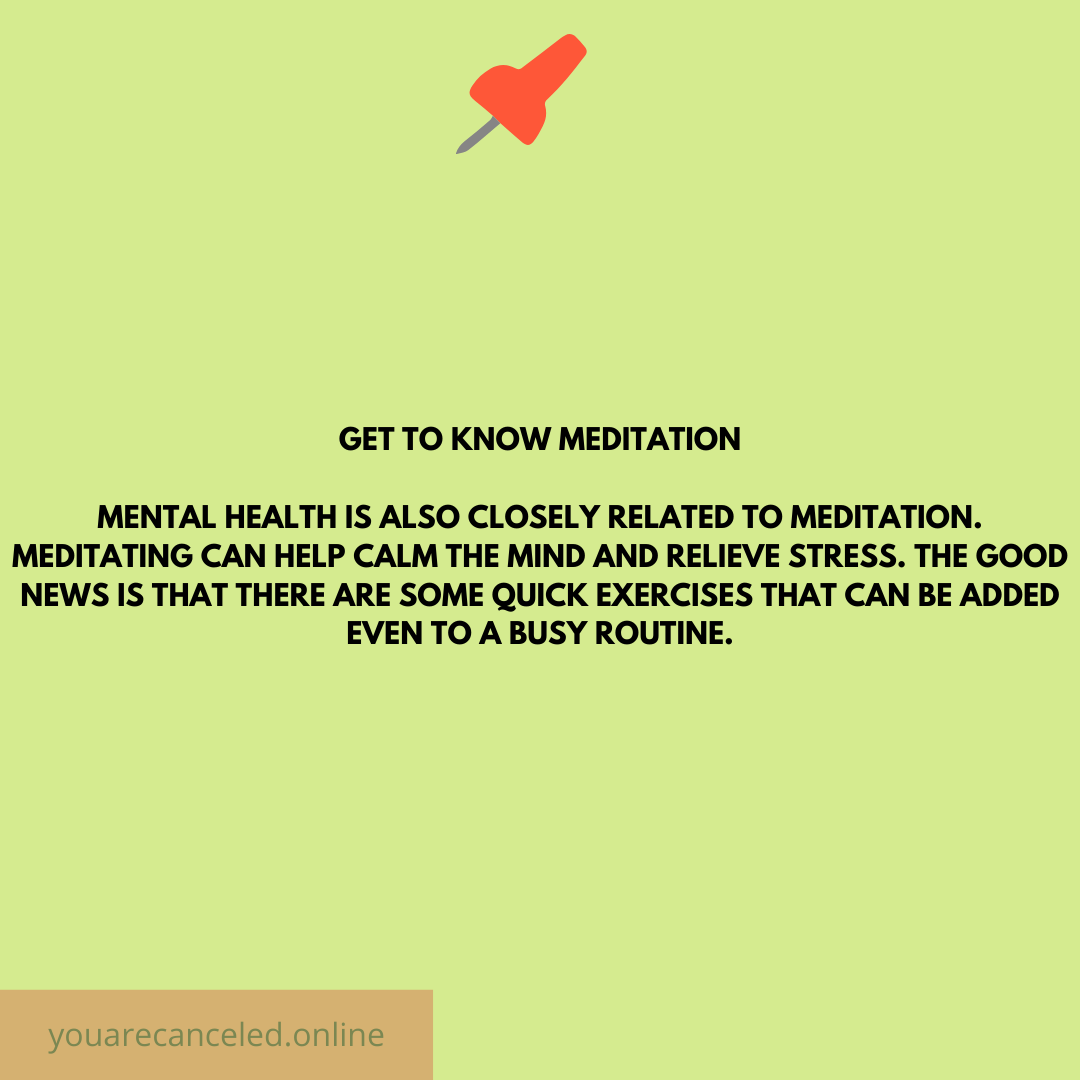 GET TO KNOW MEDITATION
MENTAL HEALTH IS ALSO CLOSELY RELATED TO MEDITATION.
MEDITATING CAN HELP CALM THE MIND AND RELIEVE STRESS. THE GOOD
NEWS IS THAT THERE ARE SOME QUICK EXERCISES THAT CAN BE ADDED
EVEN TO A BUSY ROUTINE.
youarecanceled.online